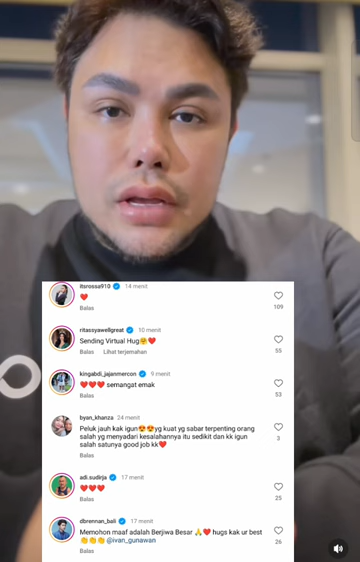 itsrossa910 14 menit
❤️
Balas
109
ritassyawellgreat 10 menit
Sending Virtual Hug🤗❤️
Balas Lihat terjemahan
55
kingabdi_jajanmercon 9 menit
❤️❤️❤️ semangat emak
Balas
53
byan_khanza 24 menit
Peluk jauh kak igun😍😍yg kuat yg sabar terpenting orang
salah yg menyadari kesalahannya itu sedikit dan kk igun
salah satunya good job kk❤️
Balas
3
adi.sudirja 17 menit
❤️❤️❤️
Balas
25
dbrennan_bali 17 menit
Memohon maaf adalah Berjiwa Besar 🙏❤️ hugs kak ur best
👏👏👏 @ivan_gunawan
Balas
26